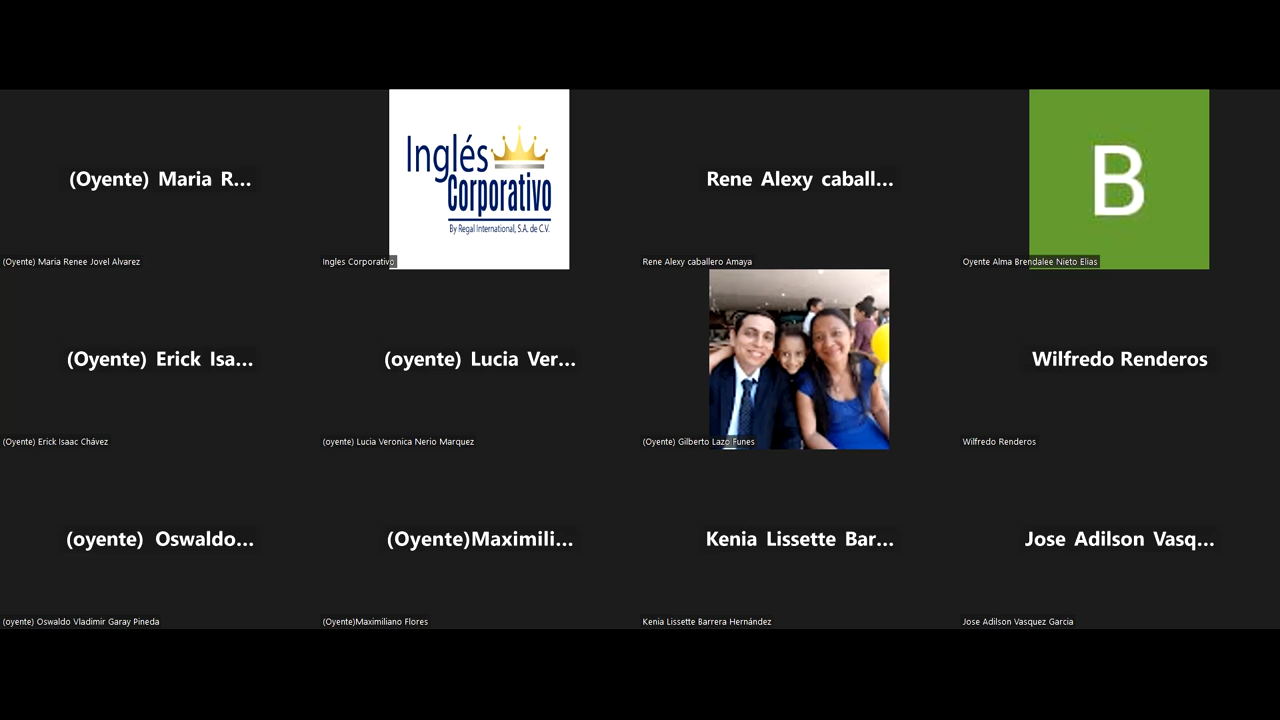 (Oyente) Maria R...
Inglés
Corporativo
By Regal International, S.A. de C.V.
Rene Alexy caball...
B
(Oyente) Maria Renee Jovel Alvarez
Ingles Corporativo
Rene Alexy caballero Amaya
Oyente Alma Brendalee Nieto Elias
(Oyente) Erick Isa...
(oyente) Lucia Ver...
Wilfredo Renderos
(Oyente) Erick Isaac Chávez
(oyente) Lucia Veronica Nerio Marquez
(Oyente) Gilberto Lazo Funes
Wilfredo Renderos
(oyente) Oswaldo...
(Oyente)Maximili...
Kenia Lissette Bar...
Jose Adilson Vasq...
(oyente) Oswaldo Vladimir Garay Pineda
(Oyente)Maximiliano Flores
Kenia Lissette Barrera Hernández
Jose Adilson Vasquez Garcia